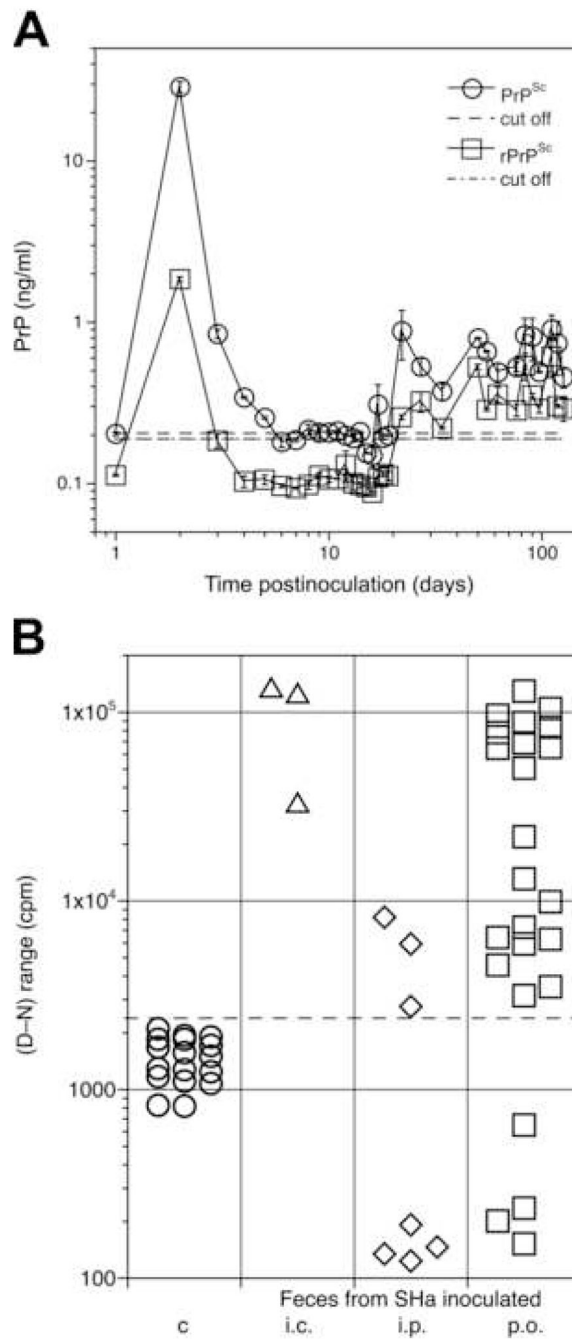 A
PrP^Sc
cut off
rPrP^Sc
cut off
10
1
0.1
PrP (ng/ml)
1 10 100
Time postinoculation (days)
B
1x10^5
1x10^4
1000
100
(D–N) range (cpm)
Feces from SHa inoculated
c i.c. i.p. p.o.